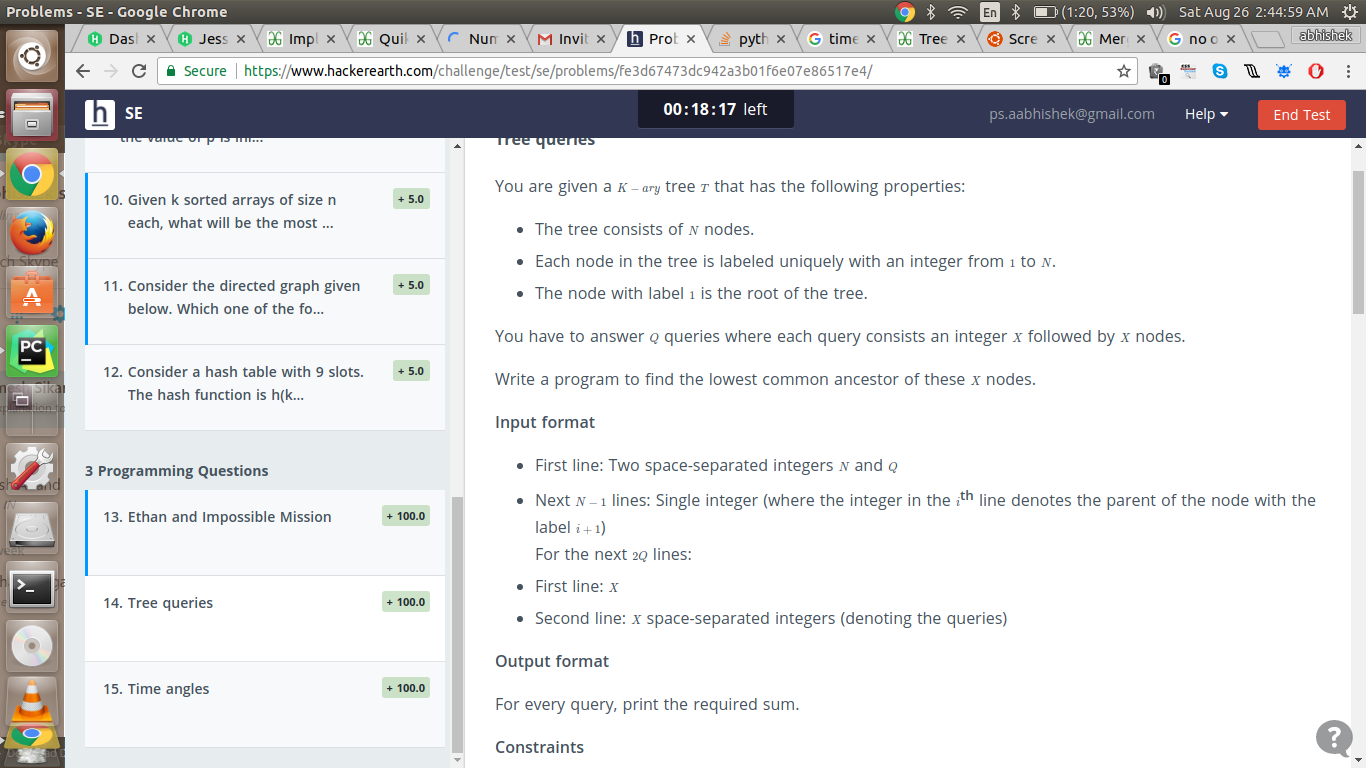 Problems - SE - Google Chrome
En
(1:20, 53%)
Sat Aug 26 2:44:59 AM
Das
Jess
Impl
Quil
Num
M Invit
Prob
pyth
G time
Tree
Scre
Mer
G no o
abhishek
Secure
https://www.hackerearth.com/challenge/test/se/problems/fe3d67473dc942a3b01f6e07e86517e4/
0
h SE
00:18:17 left
ps.aabhishek@gmail.com
Help
End Test
the value of p is ini...
10. Given k sorted arrays of size n
each, what will be the most ...
+ 5.0
11. Consider the directed graph given
below. Which one of the fo...
+ 5.0
12. Consider a hash table with 9 slots.
The hash function is h(k...
+ 5.0
3 Programming Questions
13. Ethan and Impossible Mission
+ 100.0
14. Tree queries
+ 100.0
15. Time angles
+ 100.0
Tree queries
You are given a K − ary tree T that has the following properties:
• The tree consists of N nodes.
• Each node in the tree is labeled uniquely with an integer from 1 to N.
• The node with label 1 is the root of the tree.
You have to answer Q queries where each query consists an integer X followed by X nodes.
Write a program to find the lowest common ancestor of these X nodes.
Input format
• First line: Two space-separated integers N and Q
• Next N − 1 lines: Single integer (where the integer in the ith line denotes the parent of the node with the
label i + 1)
For the next 2Q lines:
• First line: X
• Second line: X space-separated integers (denoting the queries)
Output format
For every query, print the required sum.
Constraints
PC
?